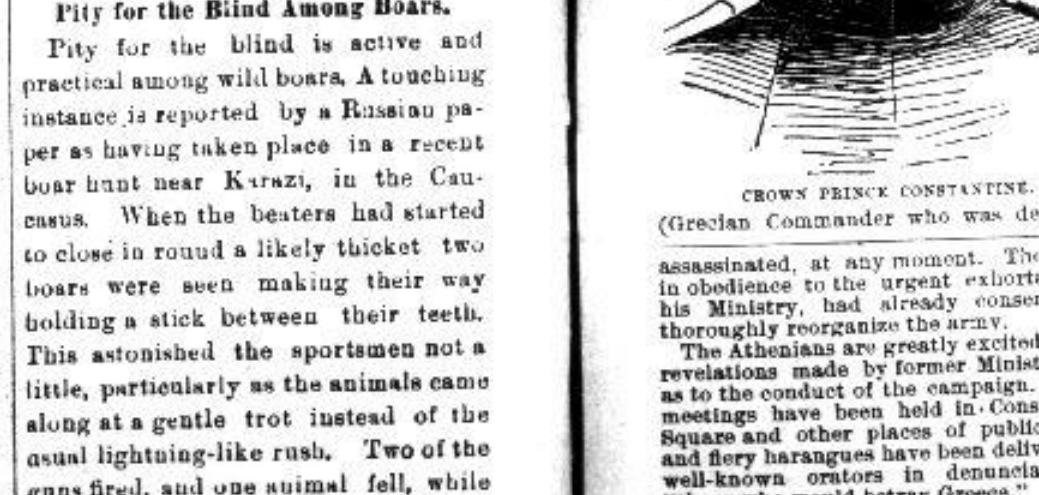 Pity for the Blind Among Boars.
Pity for the blind is active and
practical among wild boars. A touching
instance is reported by a Russian pa-
per as having taken place in a recent
boar hunt near Karazi, in the Cau-
casus. When the beaters had started
to close in round a likely thicket two
boars were seen making their way
holding a stick between their teeth.
This astonished the sportsmen not a
little, particularly as the animals came
along at a gentle trot instead of the
usual lightning-like rush. Two of the
guns fired, and one animal fell, while
CROWN PRINCE CONSTANTINE.
(Grecian Commander who was de
assassinated, at any moment. The
in obedience to the urgent exhorta
his Ministry, had already consen
thoroughly reorganize the army.
The Athenians are greatly excited
revelations made by former Minist
as to the conduct of the campaign.
meetings have been held in Cons
Square and other places of public
and fiery harangues have been deliv
well-known orators in denuncia
who would betray Greece."